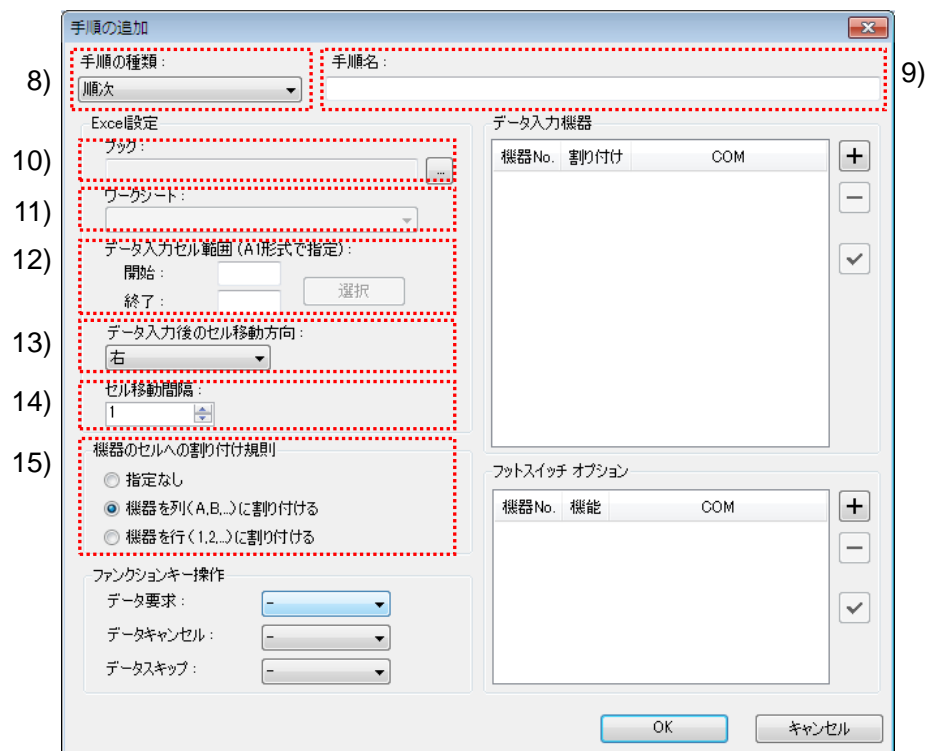 手順の追加
8)
手順の種類：
順次
手順名：
9)
Excel設定
10)
ブック：
...
11)
ワークシート：
12)
データ入力セル範囲(A1形式で指定)：
開始：
終了：
選択
13)
データ入力後のセル移動方向：
右
14)
セル移動間隔：
1
15)
機器のセルへの割り付け規則
指定なし
機器を列(A,B,...)に割り付ける
機器を行(1,2,...)に割り付ける
ファンクションキー操作
データ要求： -
データキャンセル： -
データスキップ： -
データ入力機器
機器No. 割り付け COM
フットスイッチ オプション
機器No. 機能 COM
OK キャンセル